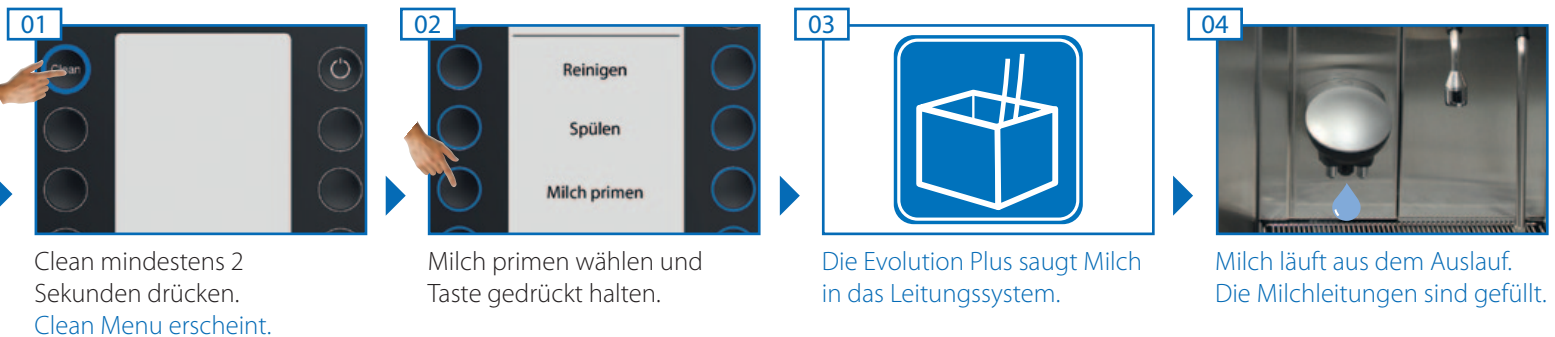 01
Clean
Clean mindestens 2
Sekunden drücken.
Clean Menu erscheint.
02
Reinigen
Spülen
Milch primen
Milch primen wählen und
Taste gedrückt halten.
03
Die Evolution Plus saugt Milch
in das Leitungssystem.
04
Milch läuft aus dem Auslauf.
Die Milchleitungen sind gefüllt.